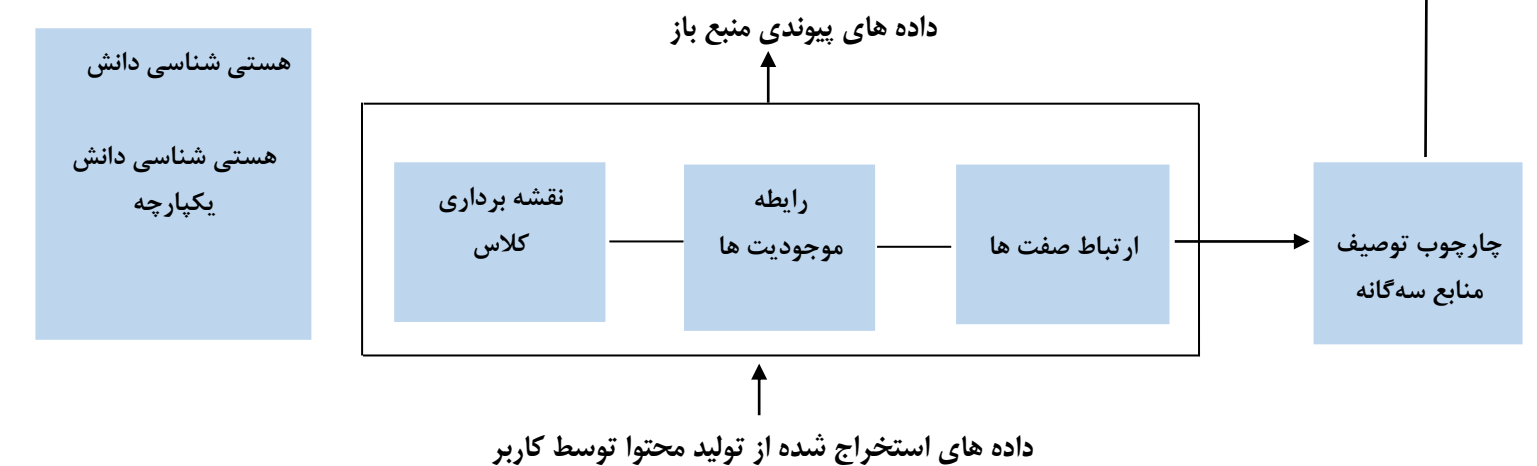 داده های پیوندی منبع باز
هستی شناسی دانش
هستی شناسی دانش
یکپارچه
نقشه برداری
کلاس
رابطه
موجودیت ها
ارتباط صفت ها
چارچوب توصیف
منابع سه‌گانه
داده های استخراج شده از تولید محتوا توسط کاربر